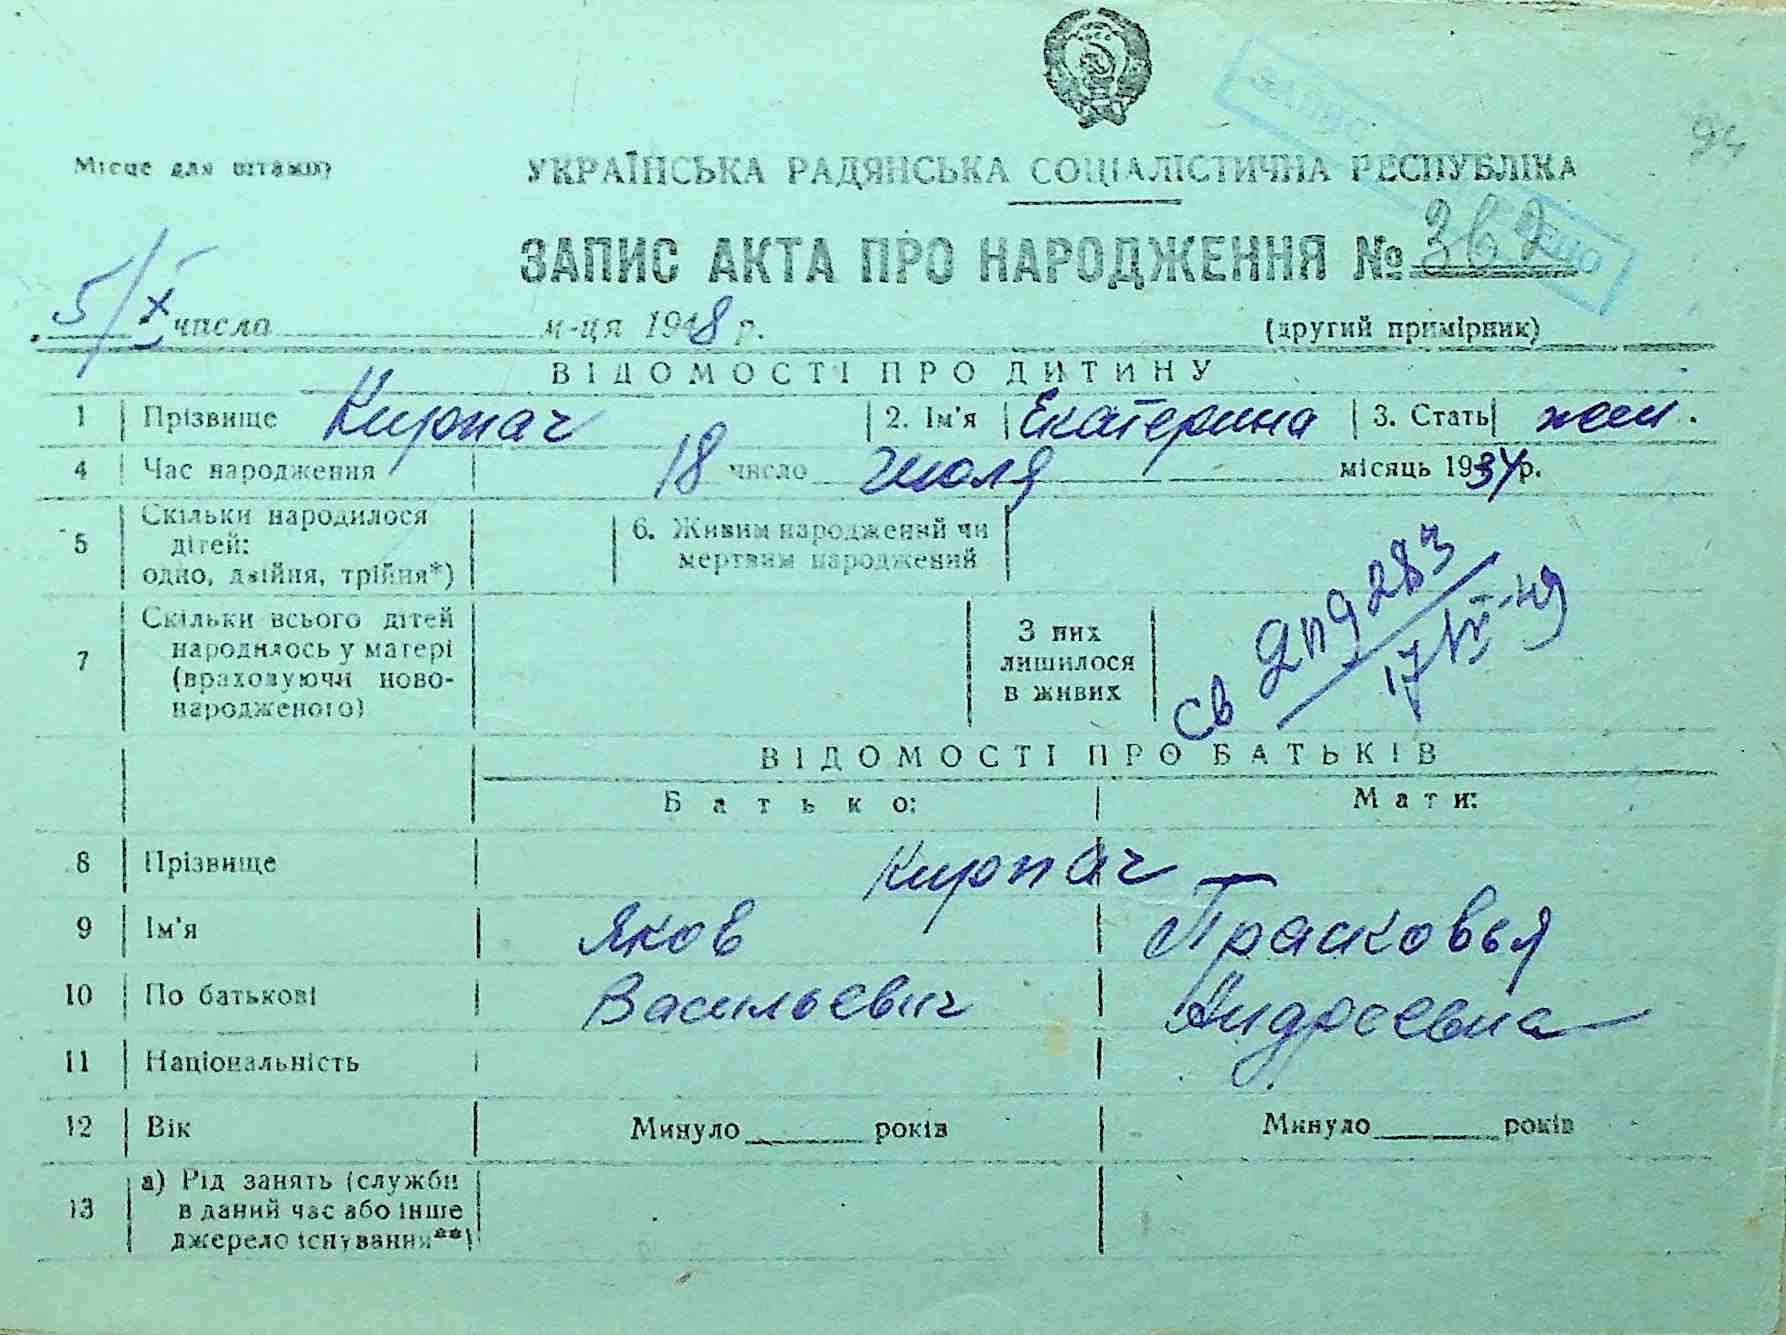 94
Місце для штампу
УКРАЇНСЬКА РАДЯНСЬКА СОЦІАЛІСТИЧНА РЕСПУБЛІКА
ЗАПИС АКТА ПРО НАРОДЖЕННЯ № 362
5/X числа м-ця 1948 р.
(другий примірник)
ВІДОМОСТІ ПРО ДИТИНУ
1 Прізвище Кирпач 2. Ім'я Екатерина 3. Стать жен.
4 Час народження 18 число Июля місяць 1934 р.
5 Скільки народилося дітей: одно, двійня, трійня*)
6. Живим народжений чи мертвим народжений
7 Скільки всього дітей народилось у матері (враховуючи новонародженого)
З них лишилося в живих
св 2П9283
17/IX-49
ВІДОМОСТІ ПРО БАТЬКІВ
Батько: Мати:
8 Прізвище Кирпач
9 Ім'я Яков Прасковья
10 По батькові Васильевич Андреевна
11 Національність
12 Вік Минуло років Минуло років
13 а) Рід занять (служби в даний час або інше джерело існування**)